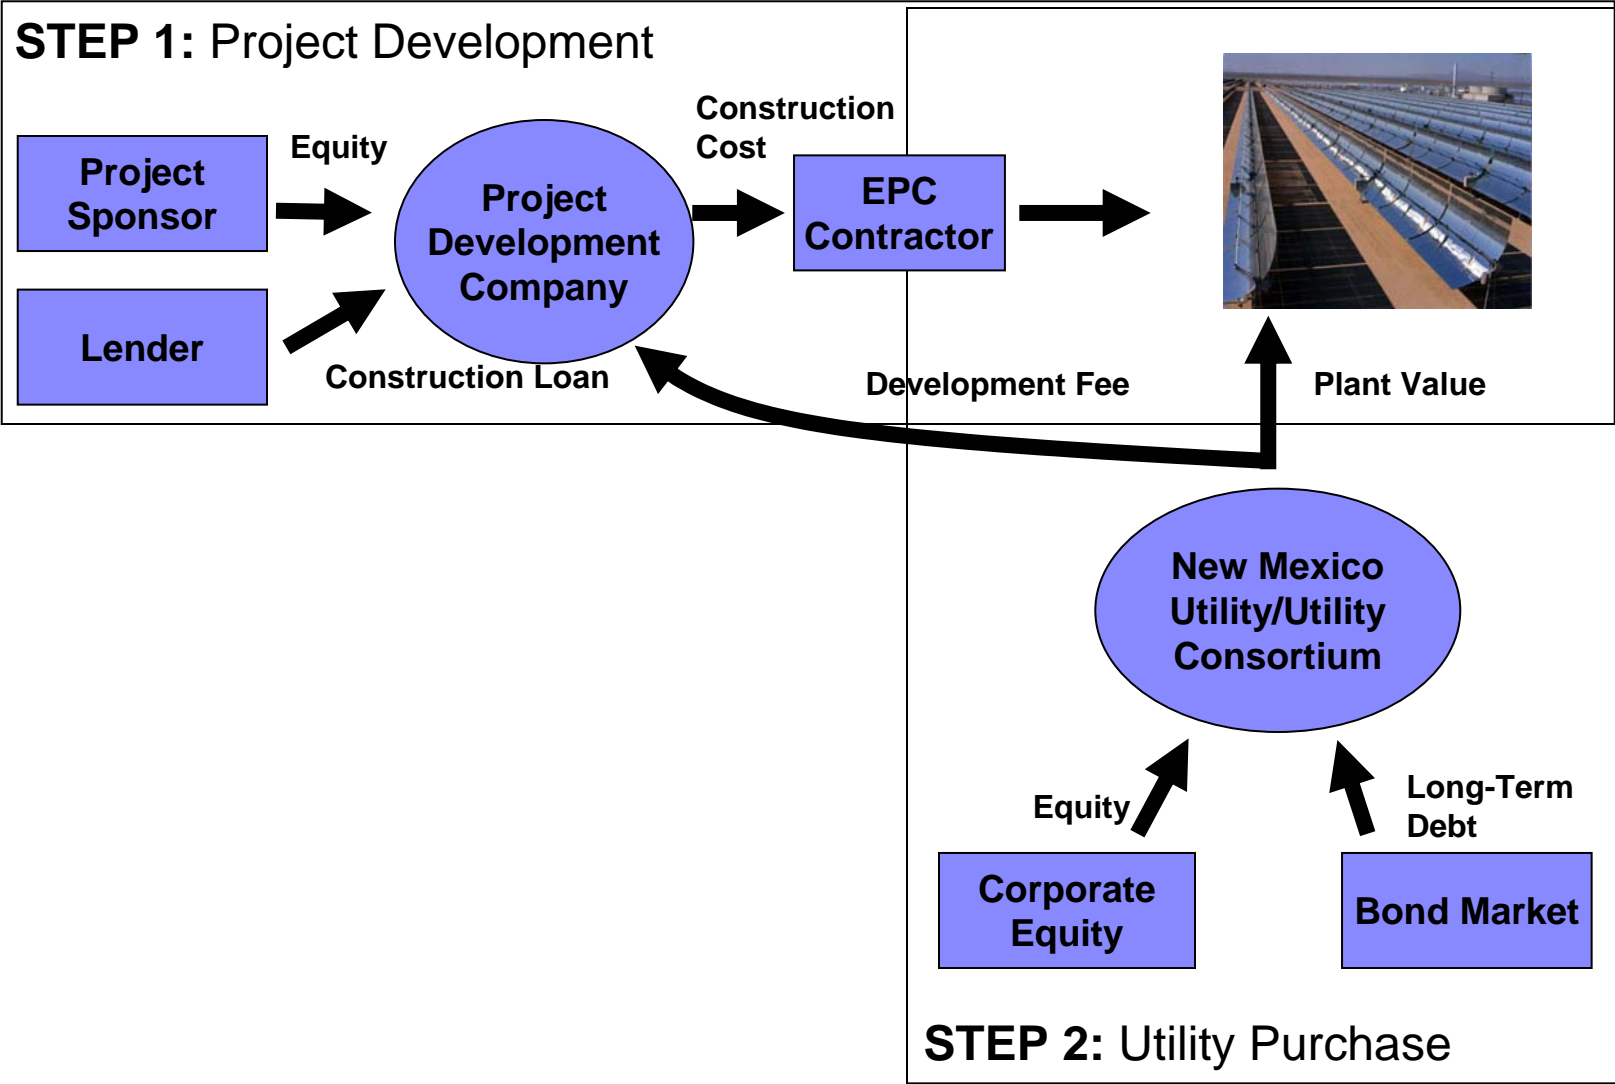 STEP 1: Project Development
Project
Sponsor
Equity
Lender
Construction Loan
Project
Development
Company
Construction
Cost
EPC
Contractor
Development Fee
Plant Value
New Mexico
Utility/Utility
Consortium
Equity
Long-Term
Debt
Corporate
Equity
Bond Market
STEP 2: Utility Purchase